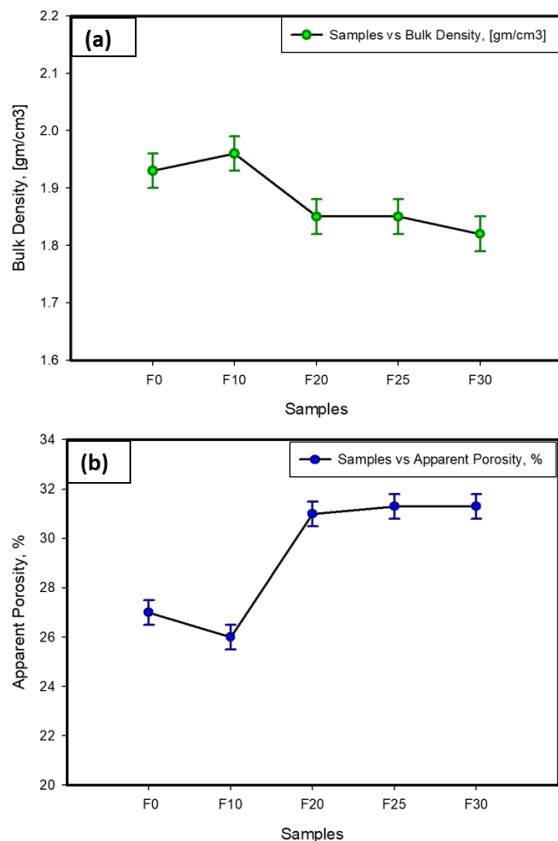 (a)
Samples vs Bulk Density, [gm/cm3]
2.2
2.1
2.0
1.9
1.8
1.7
1.6
Bulk Density, [gm/cm3]
F0 F10 F20 F25 F30
Samples
(b)
Samples vs Apparent Porosity, %
34
32
30
28
26
24
22
20
Apparent Porosity, %
F0 F10 F20 F25 F30
Samples